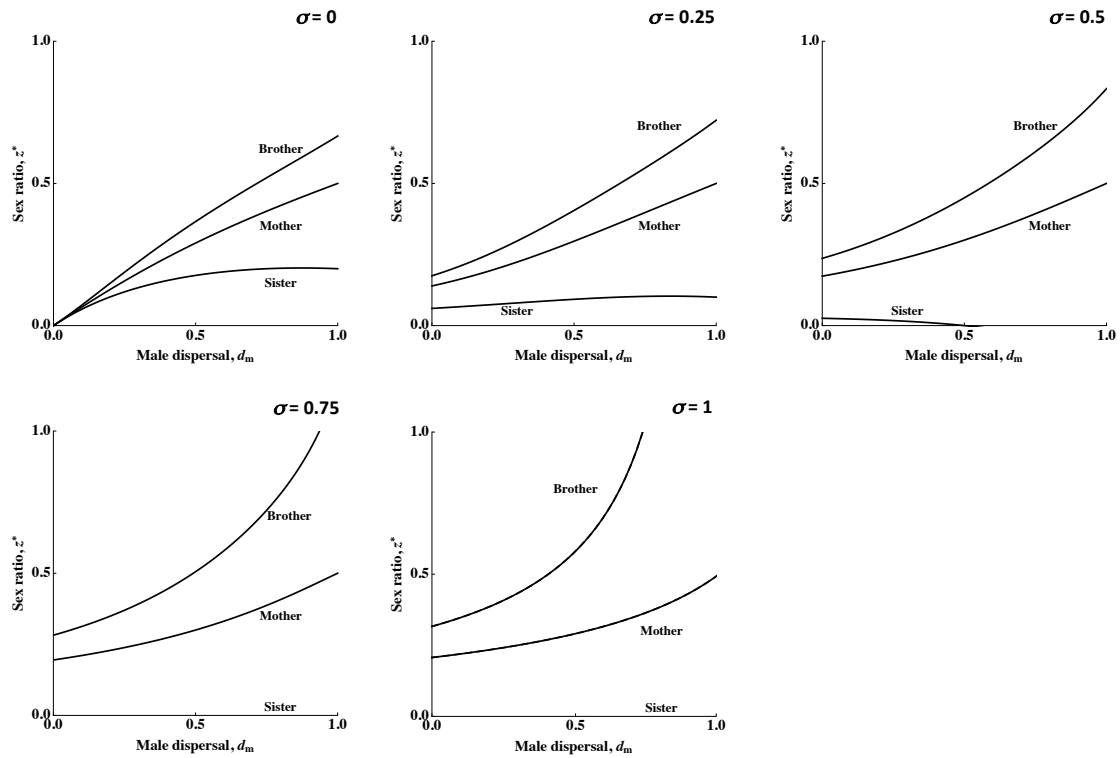 σ = 0
1.0
Brother
Sex ratio, z*
0.5
Mother
Sister
0.0
0.0 0.5 1.0
Male dispersal, dm
σ = 0.25
1.0
Brother
Sex ratio, z*
0.5
Mother
Sister
0.0
0.0 0.5 1.0
Male dispersal, dm
σ = 0.5
1.0
Brother
Sex ratio, z*
0.5
Mother
Sister
0.0
0.0 0.5 1.0
Male dispersal, dm
σ = 0.75
1.0
Brother
Sex ratio, z*
0.5
Mother
Sister
0.0
0.0 0.5 1.0
Male dispersal, dm
σ = 1
1.0
Brother
Sex ratio, z*
0.5
Mother
Sister
0.0
0.0 0.5 1.0
Male dispersal, dm